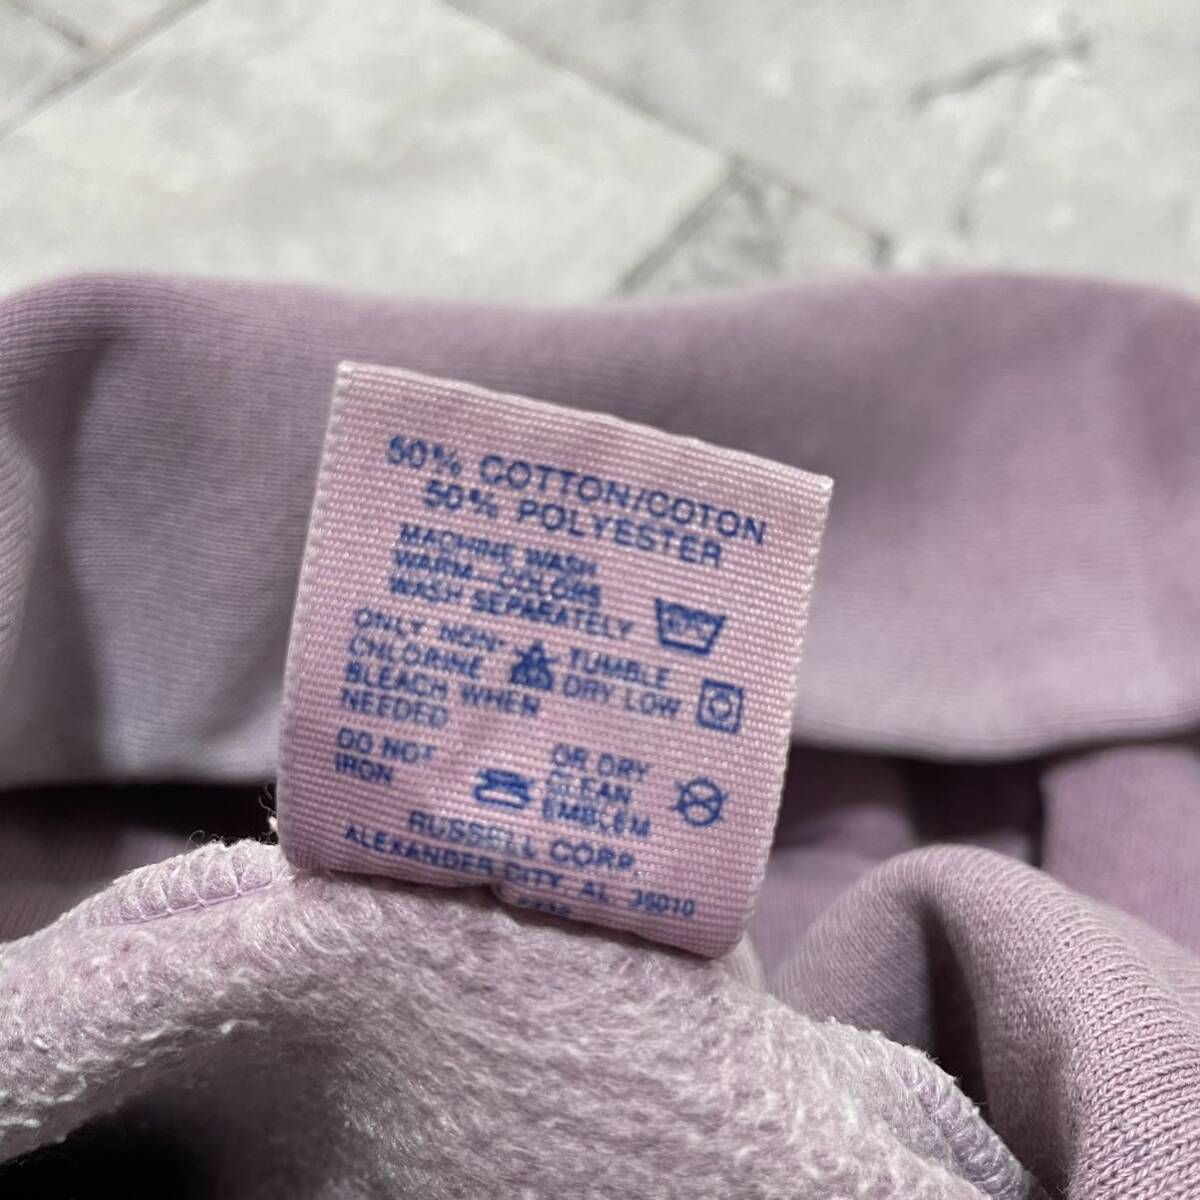 50% COTTON/COTON
50% POLYESTER
MACHINE WASH
WARM-COLORS
WASH SEPARATELY
ONLY NON-
CHLORINE
BLEACH WHEN
NEEDED
TUMBLE
DRY LOW
DO NOT
IRON
OR DRY
CLEAN
EMBLEM
RUSSELL CORP.
ALEXANDER CITY, AL 35010